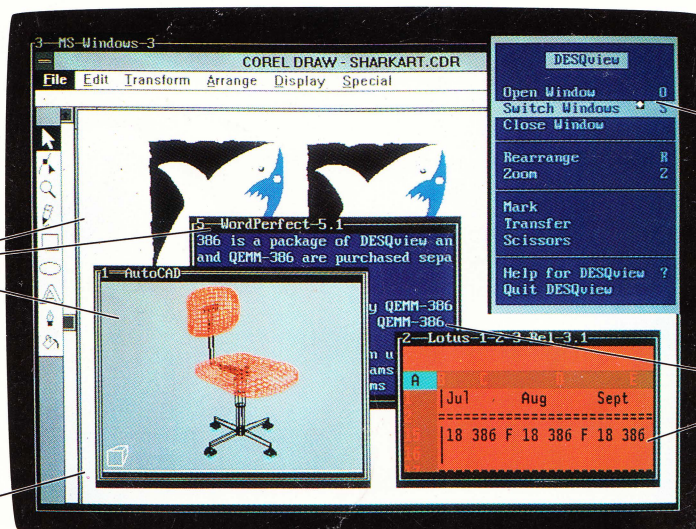 3—MS-Windows-3
COREL DRAW - SHARKART.CDR
File Edit Transform Arrange Display Special
DESQview
Open Window O
Switch Windows S
Close Window
Rearrange R
Zoom Z
Mark
Transfer
Scissors
Help for DESQview ?
Quit DESQview
5—WordPerfect-5.1
386 is a package of DESQview an
and QEMM-386 are purchased sepa
y QEMM-386
QEMM-386.
1—AutoCAD
2—Lotus-1-2-3 Rel-3.1
A
Jul Aug Sept
18 386 F 18 386 F 18 386